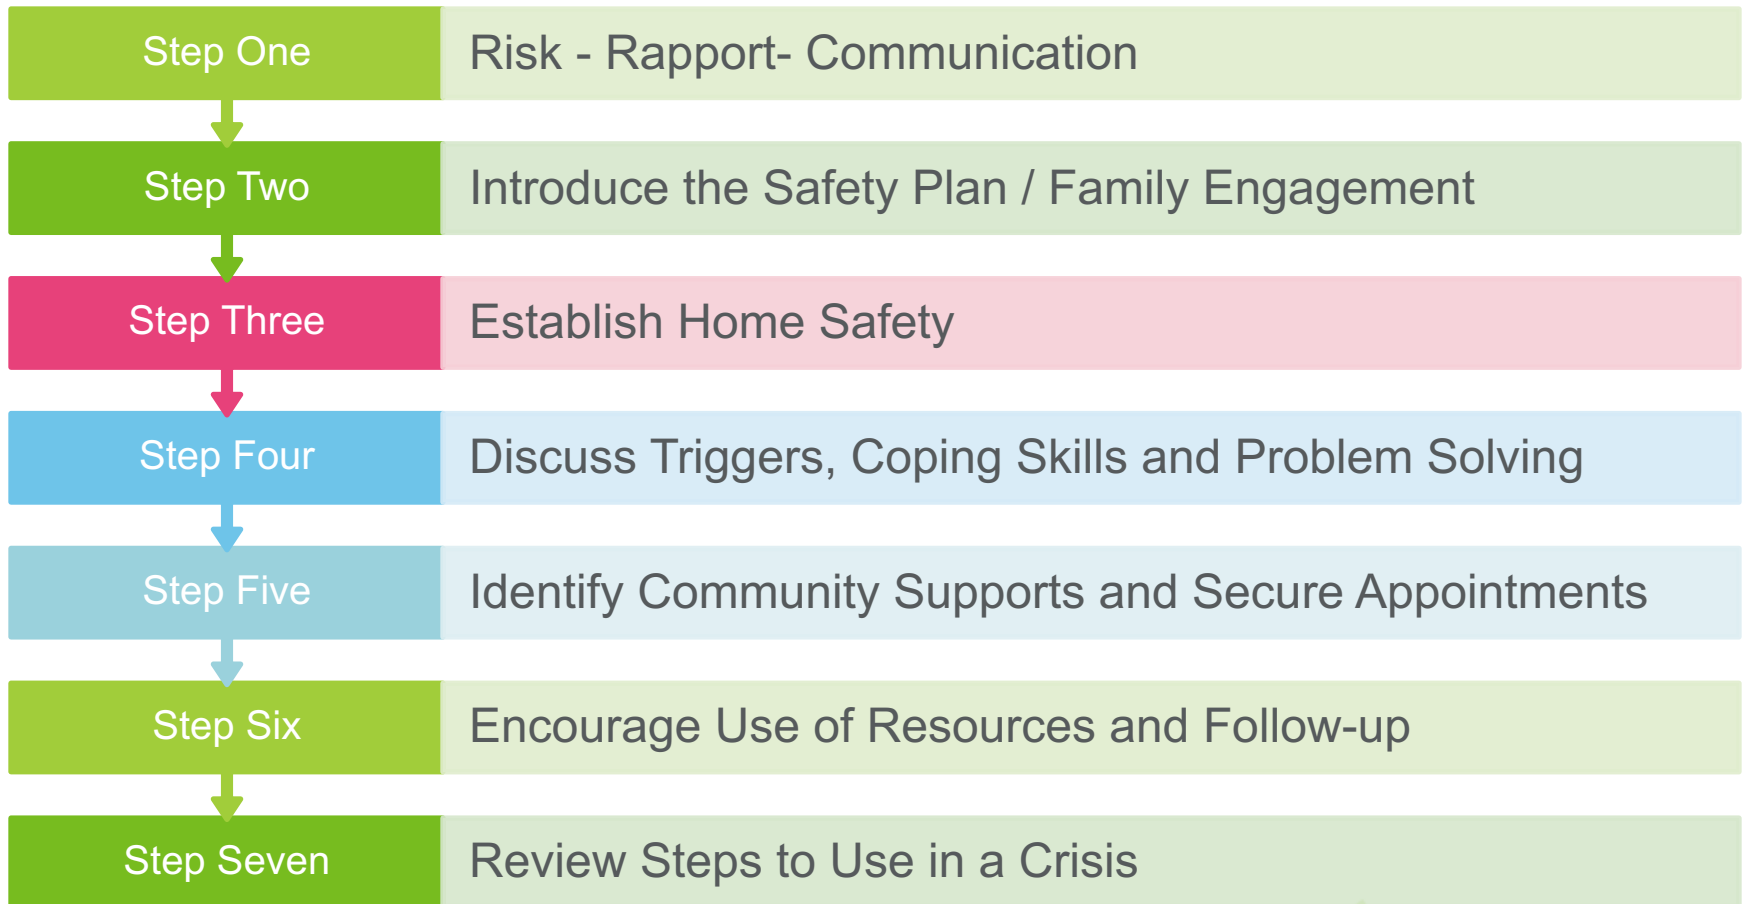 Step One
Risk - Rapport- Communication
Step Two
Introduce the Safety Plan / Family Engagement
Step Three
Establish Home Safety
Step Four
Discuss Triggers, Coping Skills and Problem Solving
Step Five
Identify Community Supports and Secure Appointments
Step Six
Encourage Use of Resources and Follow-up
Step Seven
Review Steps to Use in a Crisis